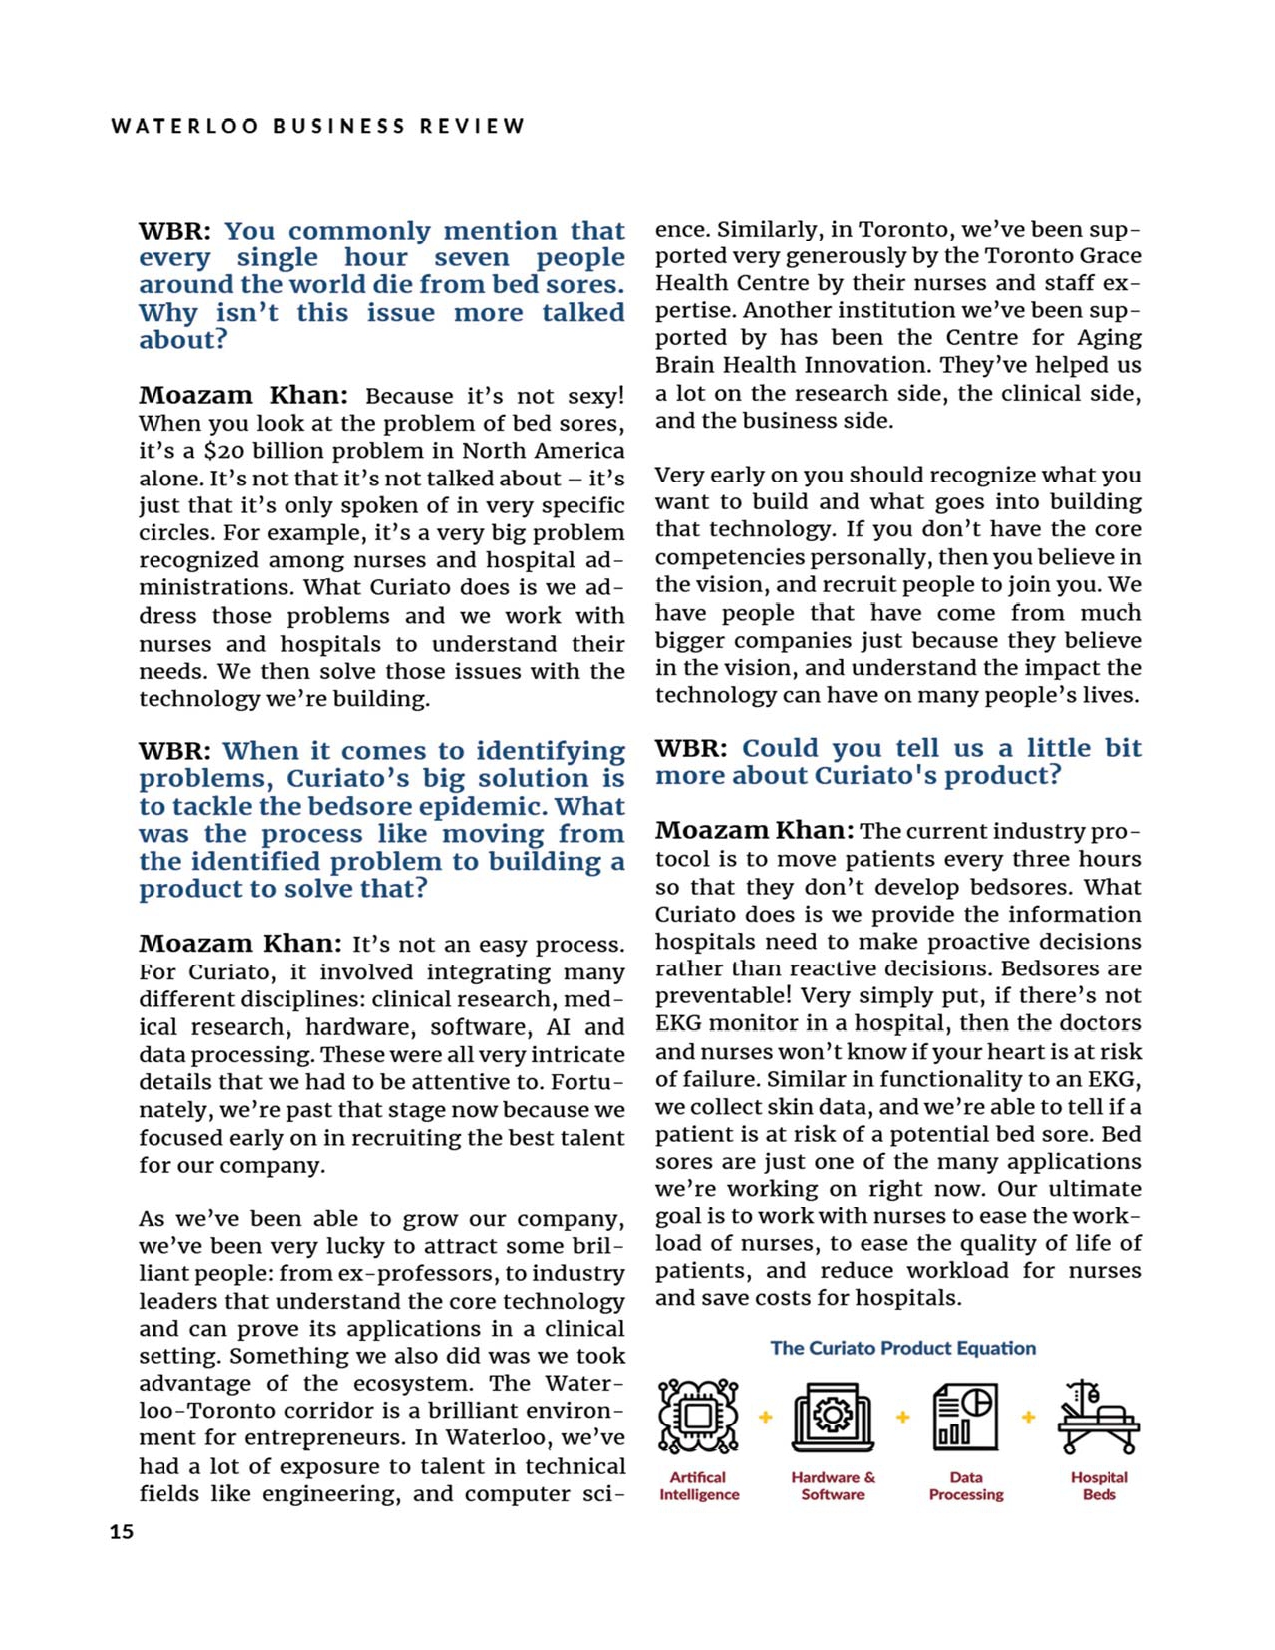 WATERLOO BUSINESS REVIEW
WBR: You commonly mention that
every single hour seven people
around the world die from bed sores.
Why isn’t this issue more talked
about?
Moazam Khan: Because it’s not sexy!
When you look at the problem of bed sores,
it’s a $20 billion problem in North America
alone. It’s not that it’s not talked about – it’s
just that it’s only spoken of in very specific
circles. For example, it’s a very big problem
recognized among nurses and hospital ad-
ministrations. What Curiato does is we ad-
dress those problems and we work with
nurses and hospitals to understand their
needs. We then solve those issues with the
technology we’re building.
WBR: When it comes to identifying
problems, Curiato’s big solution is
to tackle the bedsore epidemic. What
was the process like moving from
the identified problem to building a
product to solve that?
Moazam Khan: It’s not an easy process.
For Curiato, it involved integrating many
different disciplines: clinical research, med-
ical research, hardware, software, AI and
data processing. These were all very intricate
details that we had to be attentive to. Fortu-
nately, we’re past that stage now because we
focused early on in recruiting the best talent
for our company.
As we’ve been able to grow our company,
we’ve been very lucky to attract some bril-
liant people: from ex-professors, to industry
leaders that understand the core technology
and can prove its applications in a clinical
setting. Something we also did was we took
advantage of the ecosystem. The Water-
loo-Toronto corridor is a brilliant environ-
ment for entrepreneurs. In Waterloo, we’ve
had a lot of exposure to talent in technical
fields like engineering, and computer sci-
ence. Similarly, in Toronto, we’ve been sup-
ported very generously by the Toronto Grace
Health Centre by their nurses and staff ex-
pertise. Another institution we’ve been sup-
ported by has been the Centre for Aging
Brain Health Innovation. They’ve helped us
a lot on the research side, the clinical side,
and the business side.
Very early on you should recognize what you
want to build and what goes into building
that technology. If you don’t have the core
competencies personally, then you believe in
the vision, and recruit people to join you. We
have people that have come from much
bigger companies just because they believe
in the vision, and understand the impact the
technology can have on many people’s lives.
WBR: Could you tell us a little bit
more about Curiato's product?
Moazam Khan: The current industry pro-
tocol is to move patients every three hours
so that they don’t develop bedsores. What
Curiato does is we provide the information
hospitals need to make proactive decisions
rather than reactive decisions. Bedsores are
preventable! Very simply put, if there’s not
EKG monitor in a hospital, then the doctors
and nurses won’t know if your heart is at risk
of failure. Similar in functionality to an EKG,
we collect skin data, and we’re able to tell if a
patient is at risk of a potential bed sore. Bed
sores are just one of the many applications
we’re working on right now. Our ultimate
goal is to work with nurses to ease the work-
load of nurses, to ease the quality of life of
patients, and reduce workload for nurses
and save costs for hospitals.
The Curiato Product Equation
+ + +
Artifical Hardware & Data Hospital
Intelligence Software Processing Beds
15